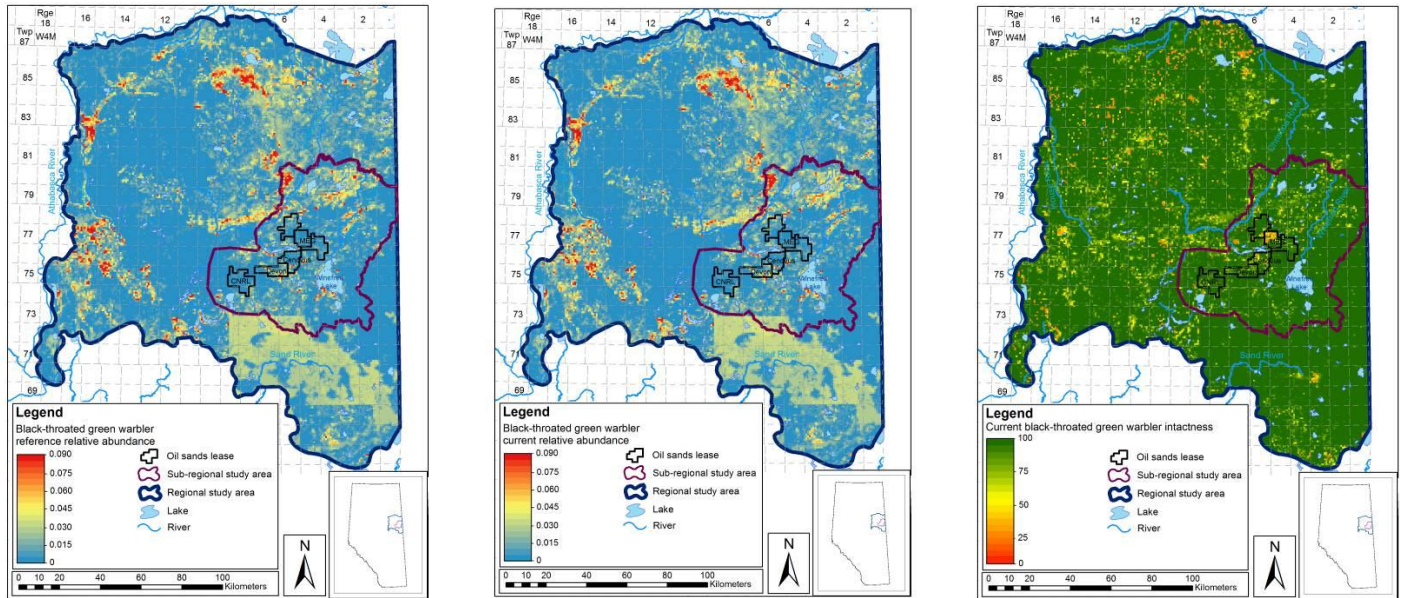 Rge
18
6
4
2
Twp
W4M
87
85
83
81
79
77
75
73
71
69
16
14
12
Athabasca River
MEG
Cenovus
Devon
CNRL
Winefred
Lake
Sand River
Legend
Black-throated green warbler
reference relative abundance
0.090
0.075
0.060
0.045
0.030
0.015
0
Oil sands lease
Sub-regional study area
Regional study area
Lake
River
N
0 10 20 40 60 80 100
Kilometers
Rge
18
6
4
2
Twp
W4M
87
85
83
81
79
77
75
73
71
69
16
14
12
Athabasca River
CNRL
Lake
Sand River
Legend
Black-throated green warbler
current relative abundance
0.090
0.075
0.060
0.045
0.030
0.015
0
Oil sands lease
Sub-regional study area
Regional study area
Lake
River
N
0 10 20 40 60 80 100
Kilometers
Rge
18
6
4
2
Twp
W4M
87
85
83
81
79
77
75
73
71
69
16
14
12
Athabasca River
Lake
Sand River
Legend
Current black-throated green warbler intactness
100
75
50
25
0
Oil sands lease
Sub-regional study area
Regional study area
Lake
River
N
0 10 20 40 60 80 100
Kilometers